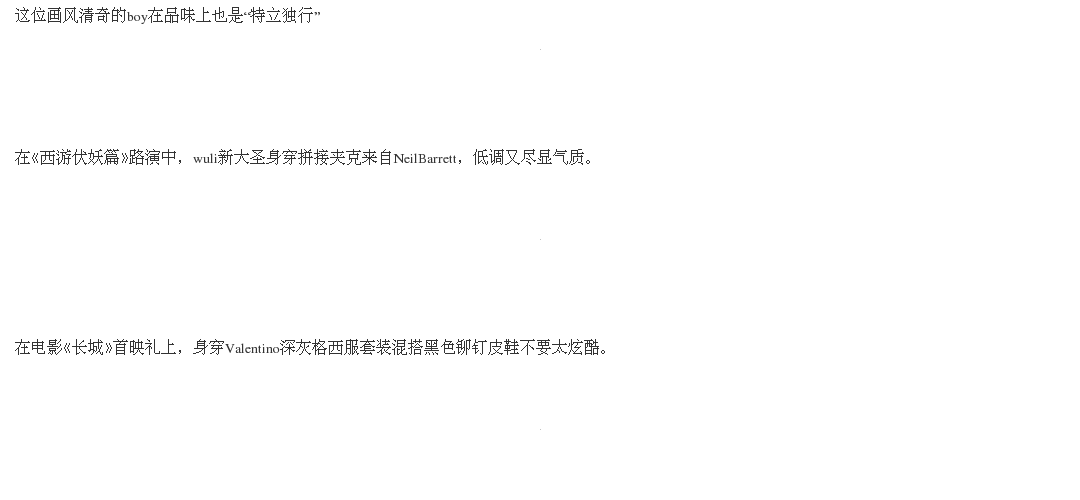 这位画风清奇的boy在品味上也是“特立独行”
在《西游伏妖篇》路演中，wuli新大圣身穿拼接夹克来自NeilBarrett，低调又尽显气质。
在电影《长城》首映礼上，身穿Valentino深灰格西服套装混搭黑色铆钉皮鞋不要太炫酷。